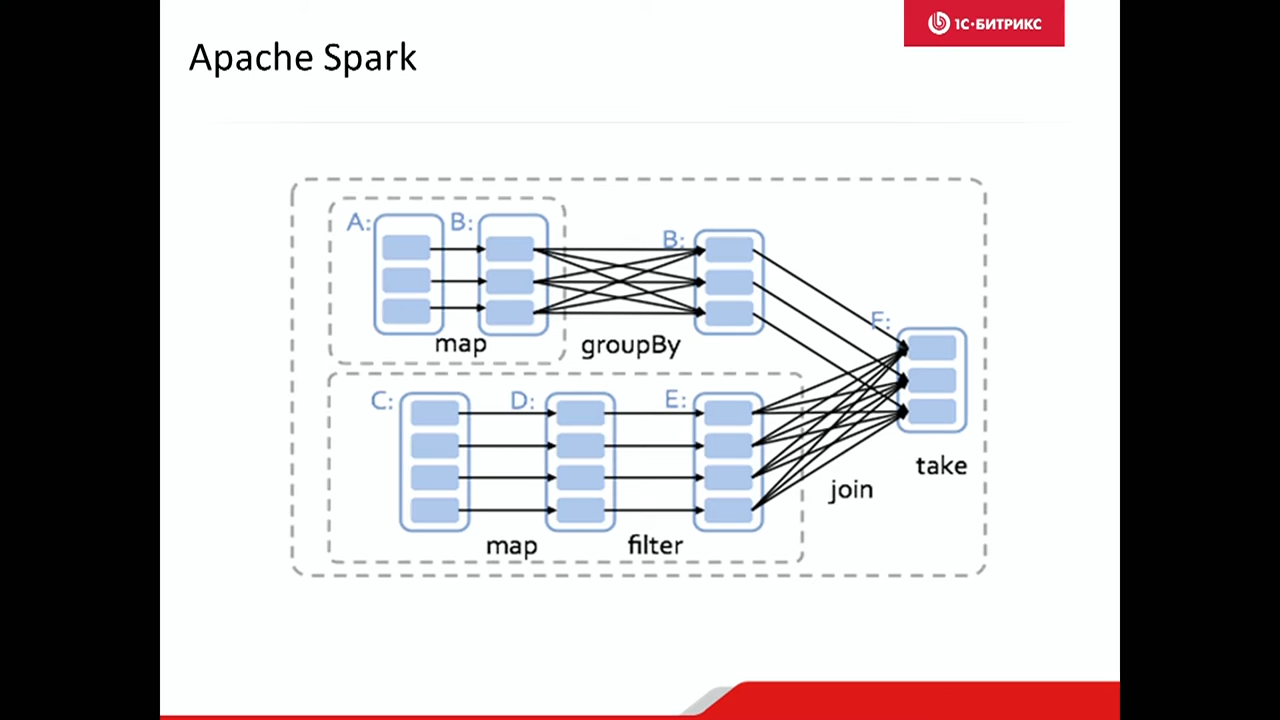 1С·БИТРИКС
Apache Spark
A:
B:
B:
map
groupBy
F:
C:
D:
E:
take
join
map
filter